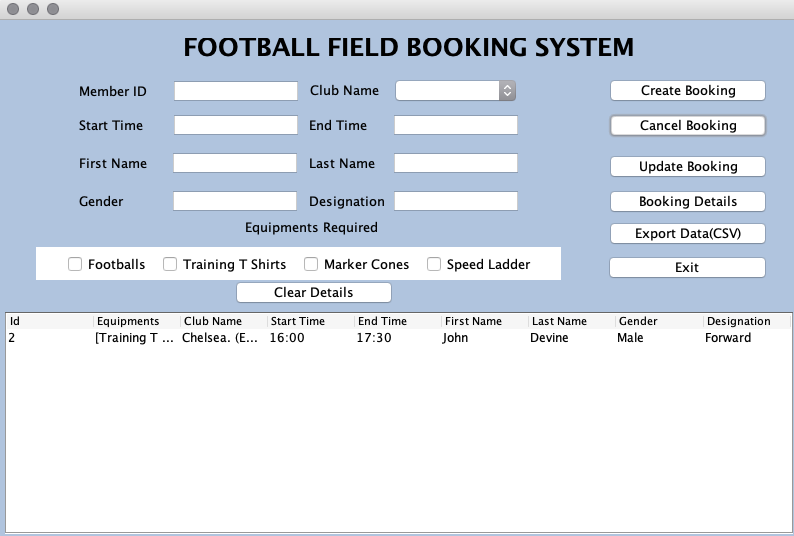 FOOTBALL FIELD BOOKING SYSTEM
Member ID Club Name Create Booking
Start Time End Time Cancel Booking
First Name Last Name Update Booking
Gender Designation Booking Details
Equipments Required
Export Data(CSV)
Footballs Training T Shirts Marker Cones Speed Ladder Exit
Clear Details
Id Equipments Club Name Start Time End Time First Name Last Name Gender Designation
2 [Training T ... Chelsea. (E... 16:00 17:30 John Devine Male Forward